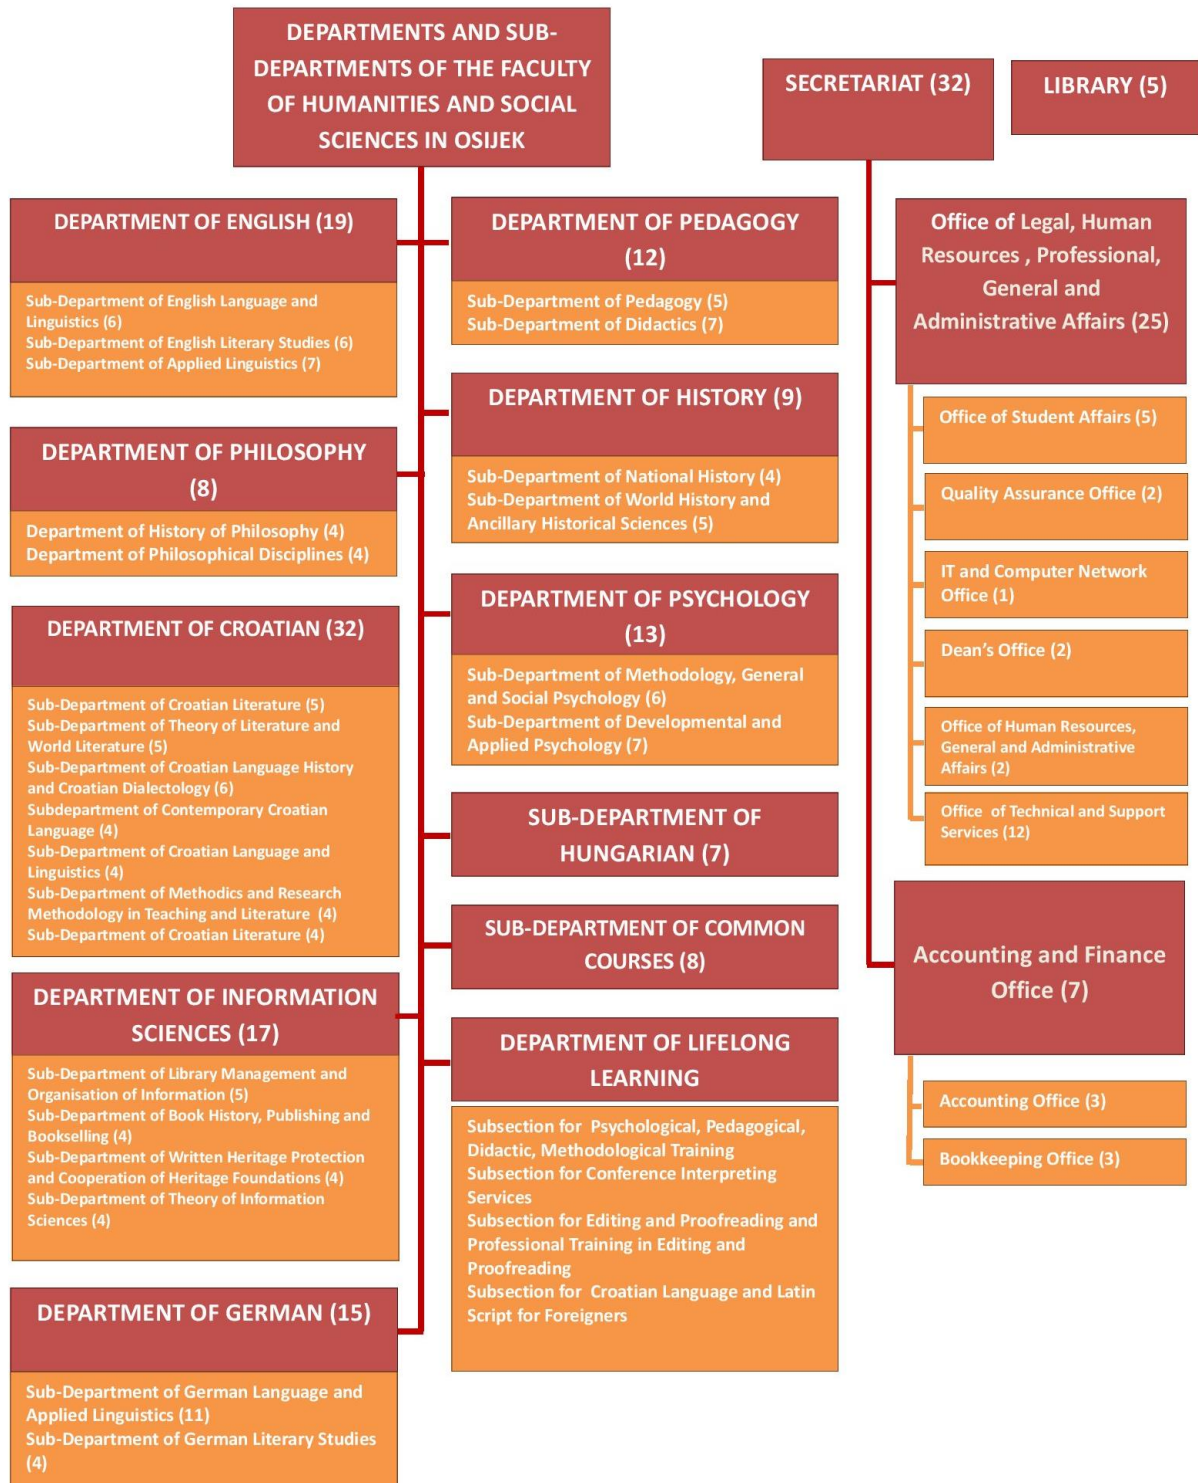 DEPARTMENTS AND SUB-
DEPARTMENTS OF THE FACULTY
OF HUMANITIES AND SOCIAL
SCIENCES IN OSIJEK
DEPARTMENT OF ENGLISH (19)
Sub-Department of English Language and
Linguistics (6)
Sub-Department of English Literary Studies (6)
Sub-Department of Applied Linguistics (7)
DEPARTMENT OF PHILOSOPHY
(8)
Department of History of Philosophy (4)
Department of Philosophical Disciplines (4)
DEPARTMENT OF CROATIAN (32)
Sub-Department of Croatian Literature (5)
Sub-Department of Theory of Literature and
World Literature (5)
Sub-Department of Croatian Language History
and Croatian Dialectology (6)
Subdepartment of Contemporary Croatian
Language (4)
Sub-Department of Croatian Language and
Linguistics (4)
Sub-Department of Methodics and Research
Methodology in Teaching and Literature (4)
Sub-Department of Croatian Literature (4)
DEPARTMENT OF INFORMATION
SCIENCES (17)
Sub-Department of Library Management and
Organisation of Information (5)
Sub-Department of Book History, Publishing and
Bookselling (4)
Sub-Department of Written Heritage Protection
and Cooperation of Heritage Foundations (4)
Sub-Department of Theory of Information
Sciences (4)
DEPARTMENT OF GERMAN (15)
Sub-Department of German Language and
Applied Linguistics (11)
Sub-Department of German Literary Studies
(4)
DEPARTMENT OF PEDAGOGY
(12)
Sub-Department of Pedagogy (5)
Sub-Department of Didactics (7)
DEPARTMENT OF HISTORY (9)
Sub-Department of National History (4)
Sub-Department of World History and
Ancillary Historical Sciences (5)
DEPARTMENT OF PSYCHOLOGY
(13)
Sub-Department of Methodology, General
and Social Psychology (6)
Sub-Department of Developmental and
Applied Psychology (7)
SUB-DEPARTMENT OF
HUNGARIAN (7)
SUB-DEPARTMENT OF COMMON
COURSES (8)
DEPARTMENT OF LIFELONG
LEARNING
Subsection for Psychological, Pedagogical,
Didactic, Methodological Training
Subsection for Conference Interpreting
Services
Subsection for Editing and Proofreading and
Professional Training in Editing and
Proofreading
Subsection for Croatian Language and Latin
Script for Foreigners
SECRETARIAT (32)
LIBRARY (5)
Office of Legal, Human
Resources , Professional,
General and
Administrative Affairs (25)
Office of Student Affairs (5)
Quality Assurance Office (2)
IT and Computer Network
Office (1)
Dean’s Office (2)
Office of Human Resources,
General and Administrative
Affairs (2)
Office of Technical and Support
Services (12)
Accounting and Finance
Office (7)
Accounting Office (3)
Bookkeeping Office (3)